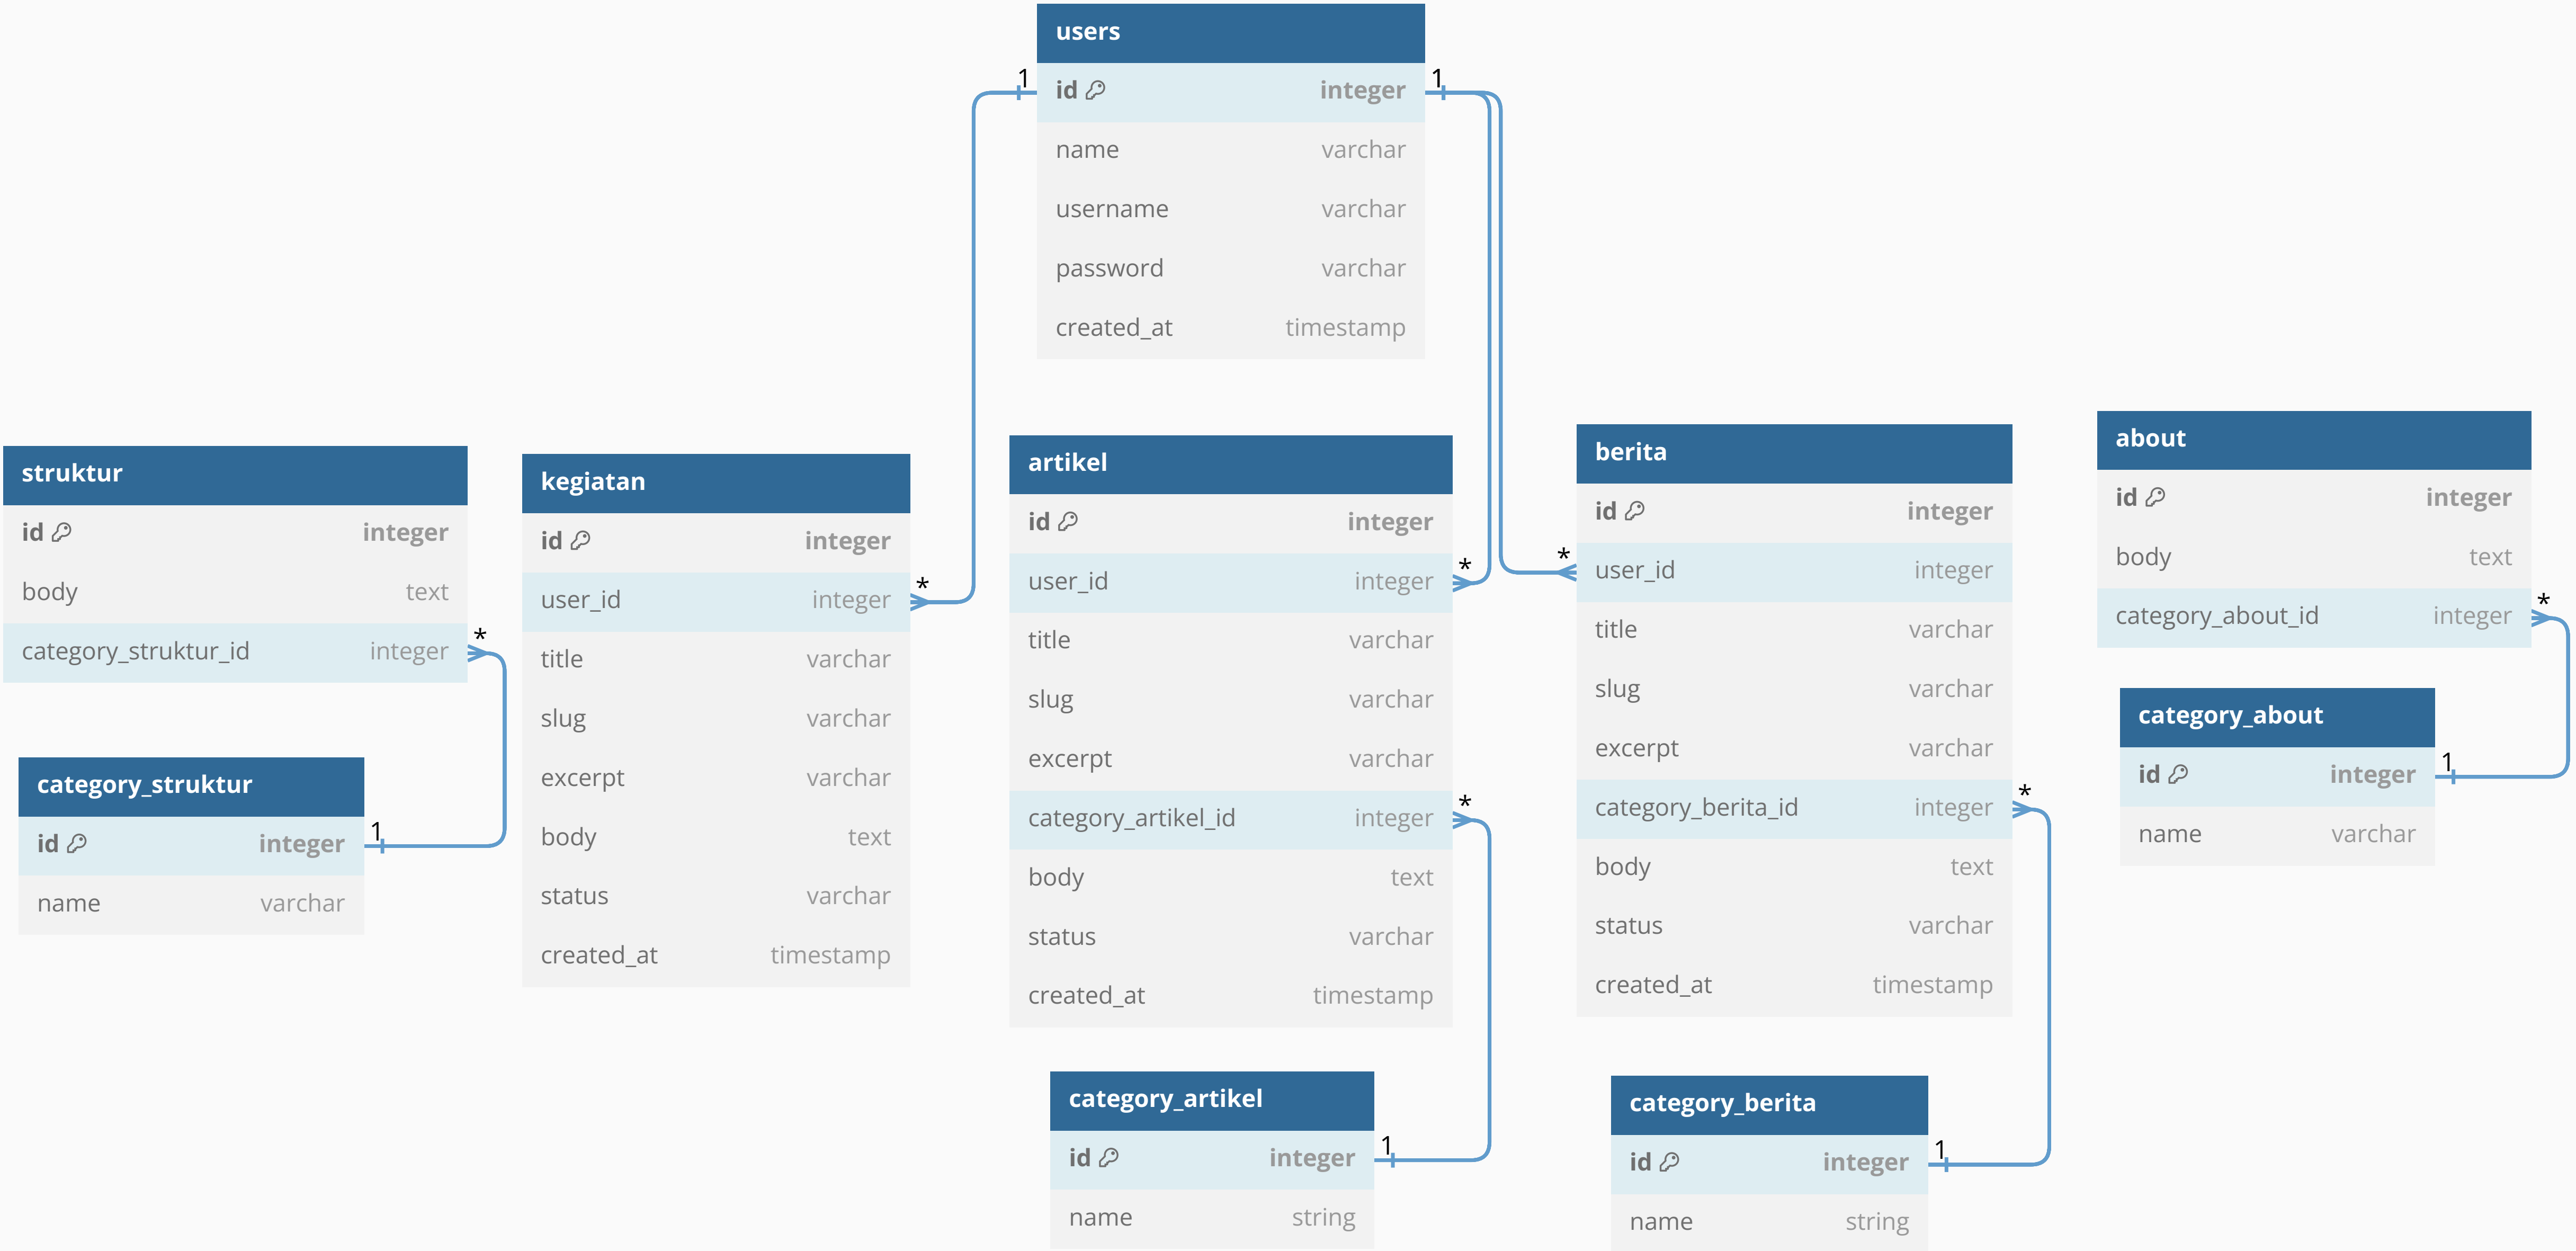 users
1
id integer
1
name varchar
username varchar
password varchar
created_at timestamp
struktur
id integer
body text
category_struktur_id integer
*
category_struktur
id integer
1
name varchar
kegiatan
id integer
user_id integer
*
title varchar
slug varchar
excerpt varchar
body text
status varchar
created_at timestamp
artikel
id integer
user_id integer
*
title varchar
slug varchar
excerpt varchar
category_artikel_id integer
*
body text
status varchar
created_at timestamp
category_artikel
id integer
1
name string
berita
id integer
*
user_id integer
title varchar
slug varchar
excerpt varchar
category_berita_id integer
*
body text
status varchar
created_at timestamp
category_berita
id integer
1
name string
about
id integer
body text
category_about_id integer
*
category_about
id integer
1
name varchar